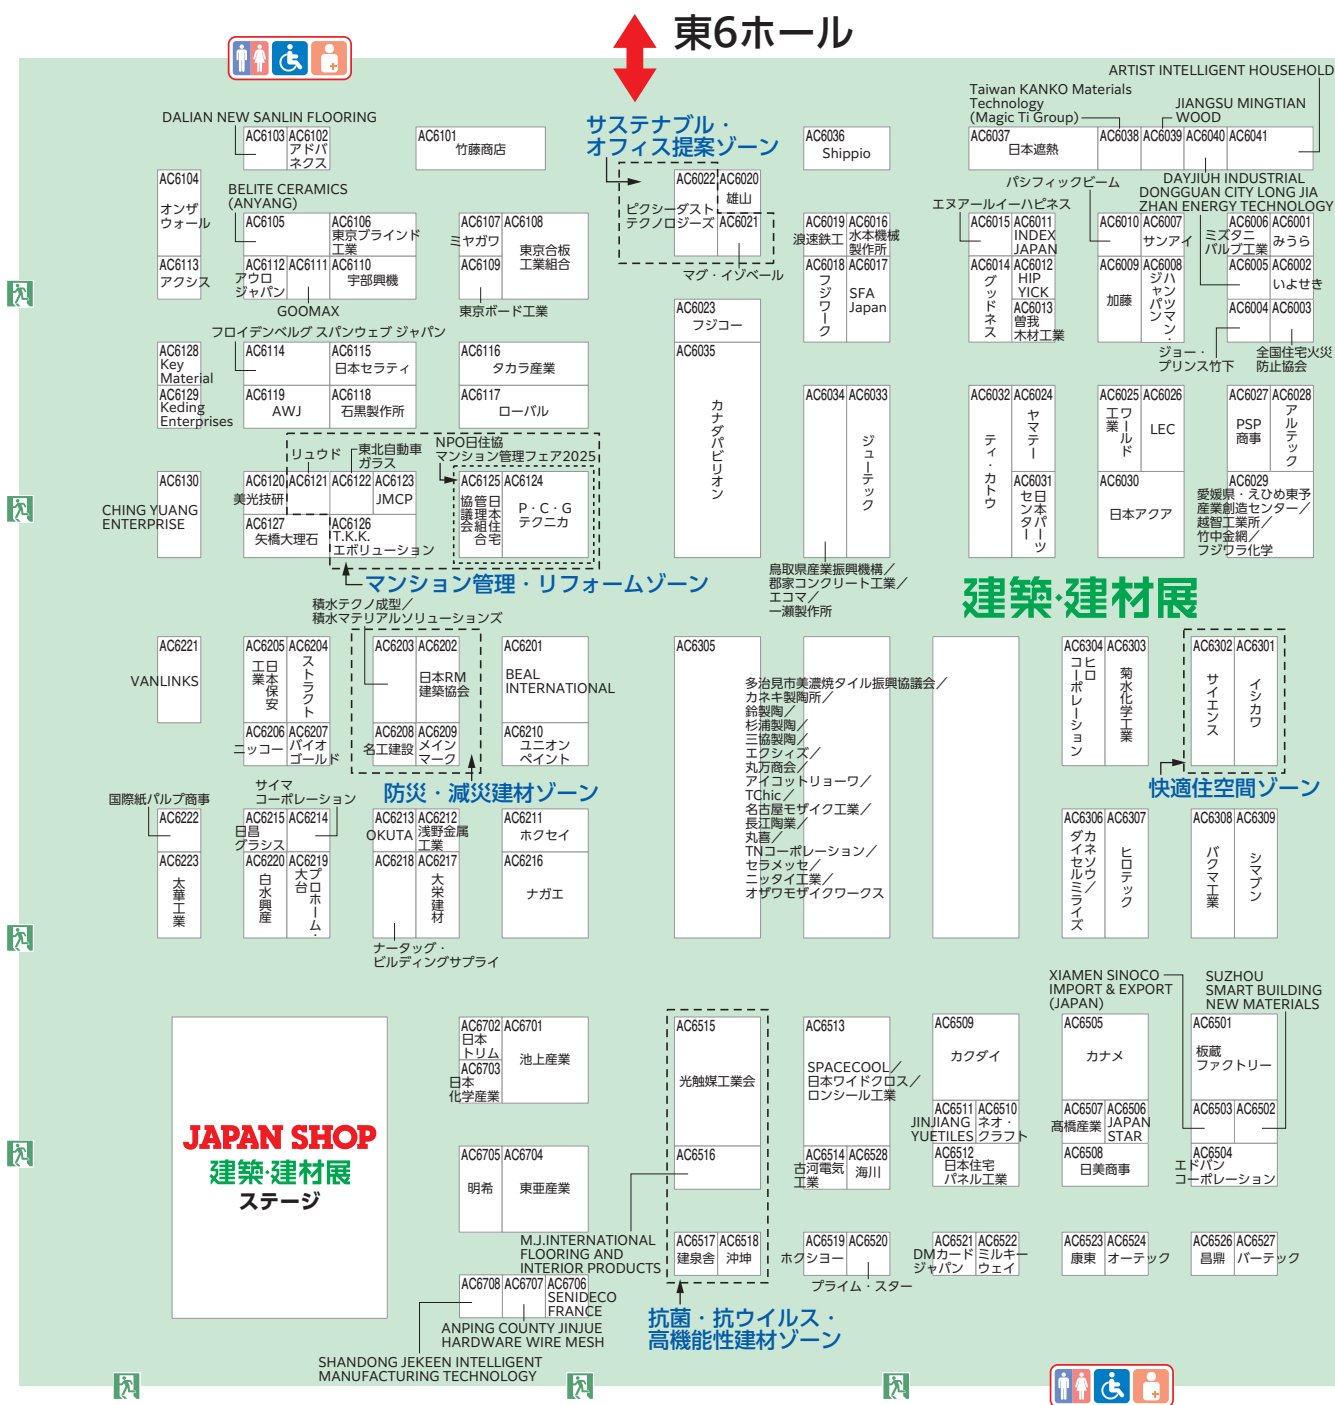 東6ホール
ARTIST INTELLIGENT HOUSEHOLD
Taiwan KANKO Materials
Technology
(Magic Ti Group)
JIANGSU MINGTIAN
WOOD
DALIAN NEW SANLIN FLOORING
AC6103
AC6102
アドバ
ネクス
AC6101
竹藤商店
サステナブル・
オフィス提案ゾーン
AC6036
Shippio
AC6037
日本遮熱
AC6038
AC6039
AC6040
AC6041
AC6104
オンザ
ウォール
BELITE CERAMICS
(ANYANG)
AC6022
ピクシーダスト
テクノロジーズ
AC6020
雄山
AC6021
マグ・イゾベール
パシフィックビーム
エヌアールイーハピネス
DAYJIUH INDUSTRIAL
DONGGUAN CITY LONG JIA
ZHAN ENERGY TECHNOLOGY
AC6105
AC6106
東京ブラインド
工業
AC6107
ミヤガワ
AC6108
東京合板
工業組合
AC6019
浪速鉄工
AC6016
水本機械
製作所
AC6015
AC6011
INDEX
JAPAN
AC6010
AC6007
サンアイ
AC6006
ミズタニ
バルブ工業
AC6001
みうら
AC6113
アクシス
AC6112
アウロ
ジャパン
AC6111
GOOMAX
AC6110
宇部興機
AC6109
東京ボード工業
AC6018
フジワーク
AC6017
SFA
Japan
AC6014
グッドネス
AC6012
HIP
YICK
AC6013
曽我
木材工業
AC6009
加藤
AC6008
ハンツマン・
ジャパン
AC6005
AC6002
いよせき
AC6004
ジョー・
プリンス竹下
AC6003
全国住宅火災
防止協会
AC6023
フジコー
フロイデンベルグ スパンウェブ ジャパン
AC6128
Key
Material
AC6114
AC6115
日本セラティ
AC6116
タカラ産業
AC6035
カナダパビリオン
AC6129
Keding
Enterprises
AC6119
AWJ
AC6118
石黒製作所
AC6117
ローバル
AC6034
AC6033
ジューテック
AC6032
ティ・カトウ
AC6024
ヤマテー
AC6025
ワールド
工業
AC6026
LEC
AC6027
PSP
商事
AC6028
アルテック
リュウド
東北自動車
ガラス
NPO日住協
マンション管理フェア2025
AC6130
CHING YUANG
ENTERPRISE
AC6120
美光技研
AC6121
AC6122
AC6123
JMCP
AC6125
日本住宅
管理組合
協議会
AC6124
P・C・G
テクニカ
AC6031
日本パーツ
センター
AC6030
日本アクア
AC6029
愛媛県・えひめ東予
産業創造センター／
越智工業所／
竹中金網／
フジワラ化学
AC6127
矢橋大理石
AC6126
T.K.K.
エボリューション
マンション管理・リフォームゾーン
鳥取県産業振興機構／
郡家コンクリート工業／
エコマ／
一瀬製作所
建築・建材展
積水テクノ成型／
積水マテリアルソリューションズ
AC6221
VANLINKS
AC6205
日本保安
工業
AC6204
ストラクト
AC6203
AC6202
日本RM
建築協会
AC6201
BEAL
INTERNATIONAL
AC6305
多治見市美濃焼タイル振興協議会／
カネキ製陶所／
鈴製陶／
杉浦製陶／
三協製陶／
エクシィズ／
丸万商会／
アイコットリョーワ／
TChic／
名古屋モザイク工業／
長江陶業／
丸喜／
TNコーポレーション／
セラメッセ／
ニッタイ工業／
オザワモザイクワークス
AC6304
ヒロ
コーポレーション
AC6303
菊水化学工業
AC6302
サイエンス
AC6301
イシカワ
AC6206
ニッコー
AC6207
バイオ
ゴールド
AC6208
名工建設
AC6209
メイン
マーク
AC6210
ユニオン
ペイント
防災・減災建材ゾーン
快適住空間ゾーン
国際紙パルプ商事
サイマ
コーポレーション
AC6222
AC6215
日昌
グラシス
AC6214
AC6213
OKUTA
AC6212
浅野金属
工業
AC6211
ホクセイ
AC6306
カネソウ／
ダイセルミライズ
AC6307
ヒロテック
AC6308
バクマ工業
AC6309
シマブン
AC6223
太華工業
AC6220
白水興産
AC6219
プロホーム・
大台
AC6218
AC6217
大栄建材
AC6216
ナガエ
ナータッグ・
ビルディングサプライ
XIAMEN SINOCO
IMPORT & EXPORT
(JAPAN)
SUZHOU
SMART BUILDING
NEW MATERIALS
AC6702
日本
トリム
AC6701
池上産業
AC6515
光触媒工業会
AC6513
SPACECOOL／
日本ワイドクロス／
ロンシール工業
AC6509
カクダイ
AC6505
カナメ
AC6501
板蔵
ファクトリー
AC6703
日本
化学産業
JAPAN SHOP
建築・建材展
ステージ
AC6511
JINJIANG
YUETILES
AC6510
ネオ・
クラフト
AC6507
髙橋産業
AC6506
JAPAN
STAR
AC6503
AC6502
AC6705
明希
AC6704
東亜産業
AC6516
AC6514
古河電気
工業
AC6528
海川
AC6512
日本住宅
パネル工業
AC6508
日美商事
AC6504
エドバン
コーポレーション
M.J.INTERNATIONAL
FLOORING AND
INTERIOR PRODUCTS
AC6517
建泉舎
AC6518
沖坤
AC6519
ホクショー
AC6520
プライム・スター
AC6521
DMカード
ジャパン
AC6522
ミルキー
ウェイ
AC6523
康東
AC6524
オーテック
AC6526
昌鼎
AC6527
バーテック
AC6708
AC6707
AC6706
SENIDECO
FRANCE
ANPING COUNTY JINJUE
HARDWARE WIRE MESH
SHANDONG JEKEEN INTELLIGENT
MANUFACTURING TECHNOLOGY
抗菌・抗ウイルス・
高機能性建材ゾーン